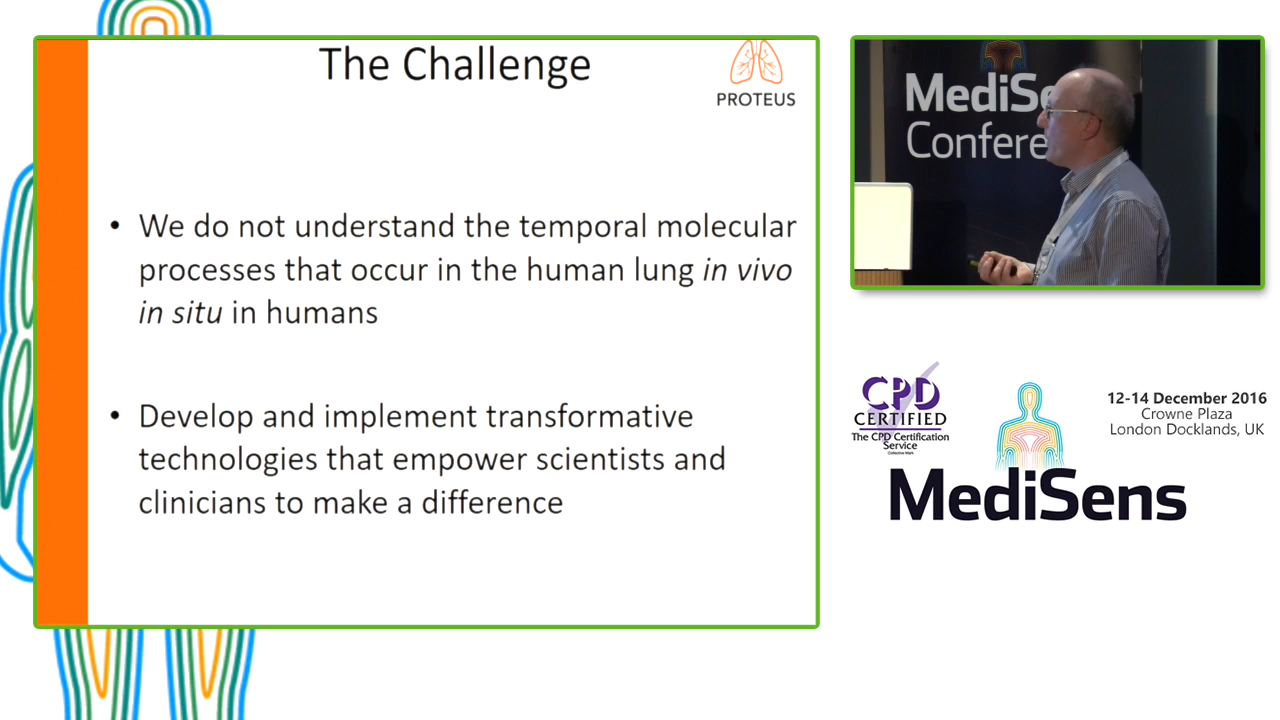 The Challenge
PROTEUS
• We do not understand the temporal molecular
processes that occur in the human lung in vivo
in situ in humans
• Develop and implement transformative
technologies that empower scientists and
clinicians to make a difference
MediSe
Confere
CPD
CERTIFIED
The CPD Certification
Service
Collective Mark
12-14 December 2016
Crowne Plaza
London Docklands, UK
MediSens